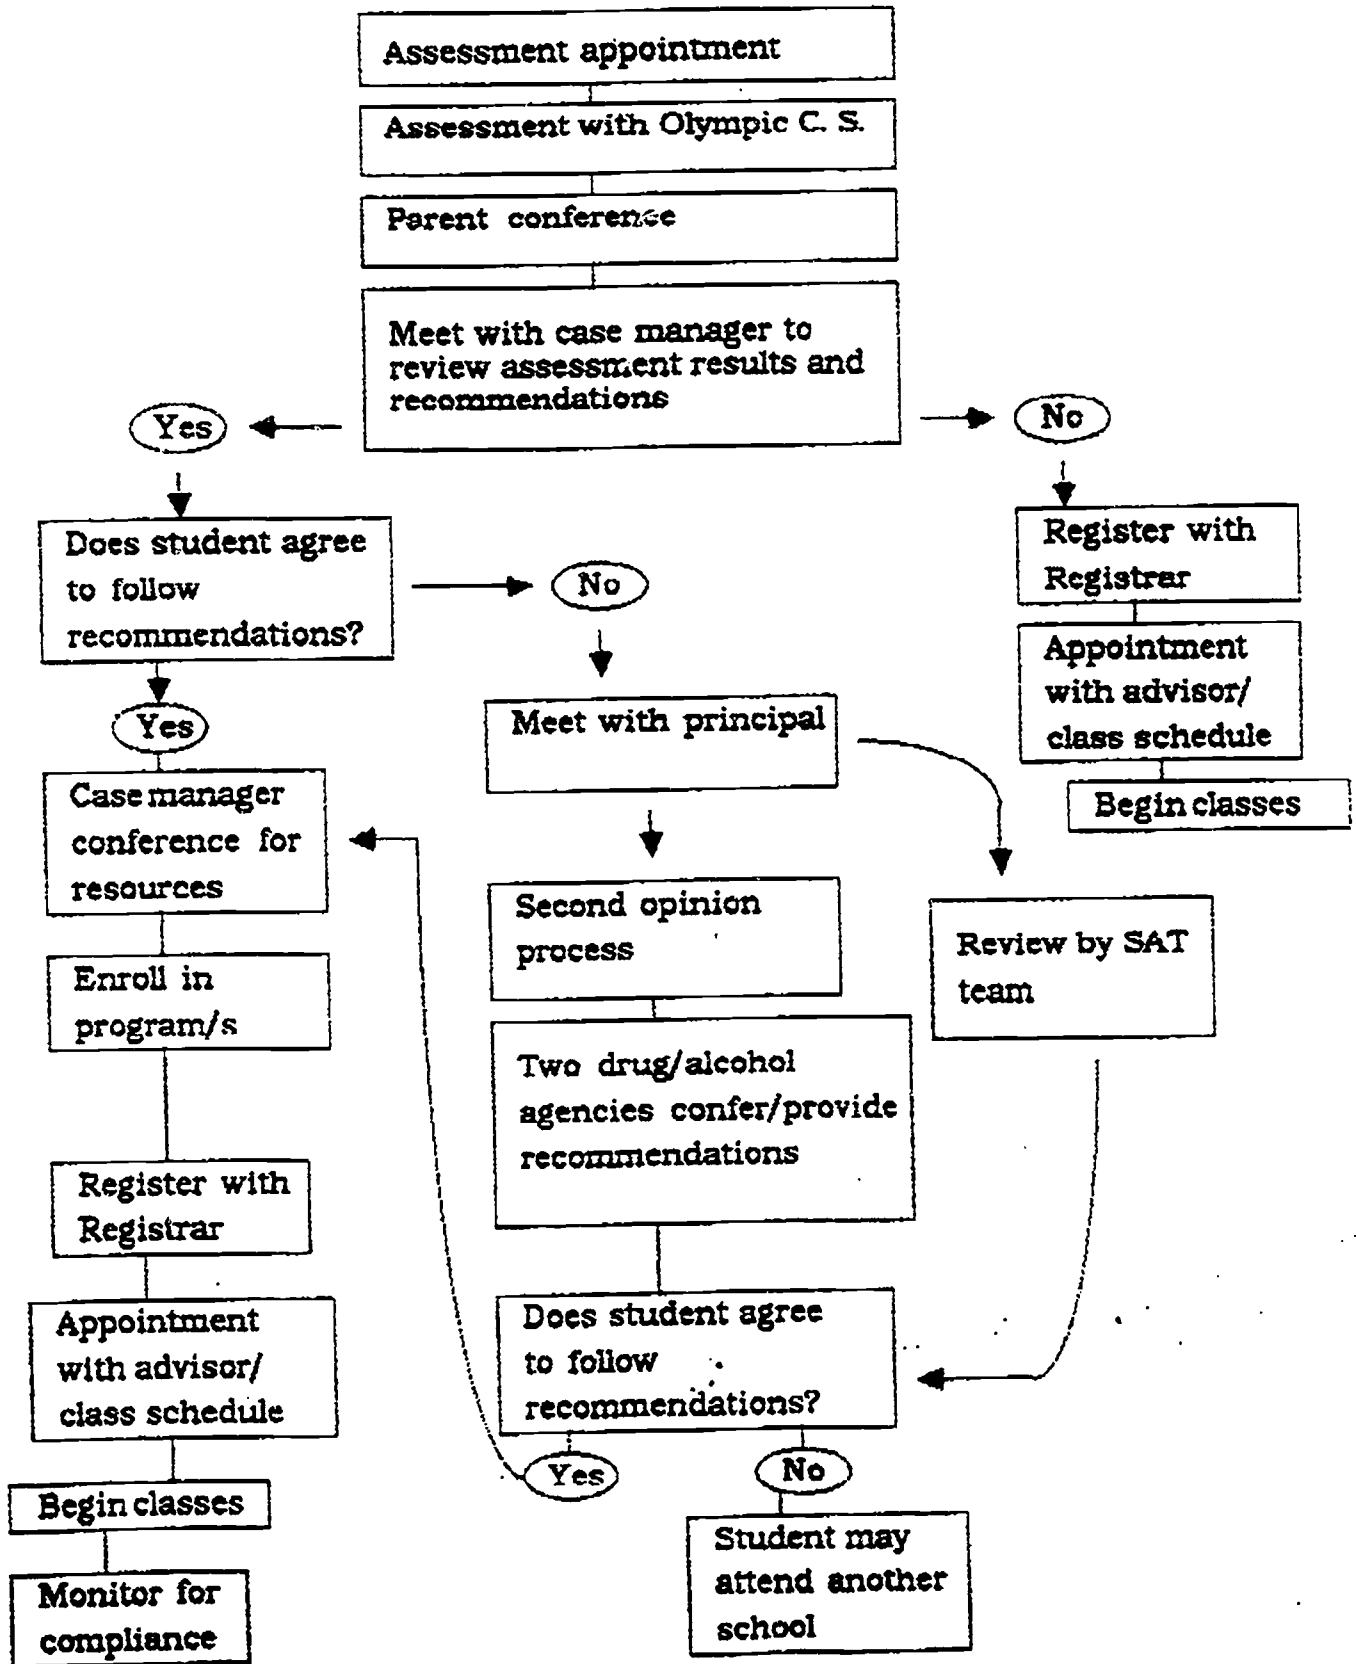 Assessment appointment
Assessment with Olympic C. S.
Parent conference
Meet with case manager to
review assessment results and
recommendations
Yes
No
Does student agree
to follow
recommendations?
No
Register with
Registrar
Appointment
with advisor/
class schedule
Begin classes
Yes
Meet with principal
Case manager
conference for
resources
Second opinion
process
Review by SAT
team
Enroll in
program/s
Two drug/alcohol
agencies confer/provide
recommendations
Register with
Registrar
Appointment
with advisor/
class schedule
Does student agree
to follow
recommendations?
Yes
No
Begin classes
Student may
attend another
school
Monitor for
compliance